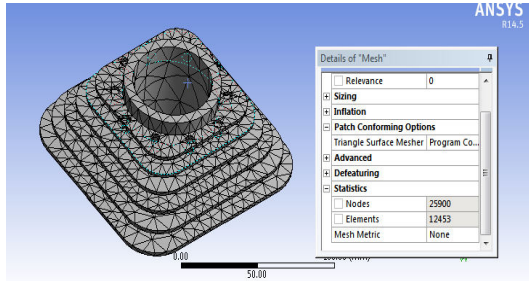 ANSYS
R14.5
Details of "Mesh"
Relevance 0
Sizing
Inflation
Patch Conforming Options
Triangle Surface Mesher Program Co...
Advanced
Defeaturing
Statistics
Nodes 25900
Elements 12453
Mesh Metric None
0.00
50.00